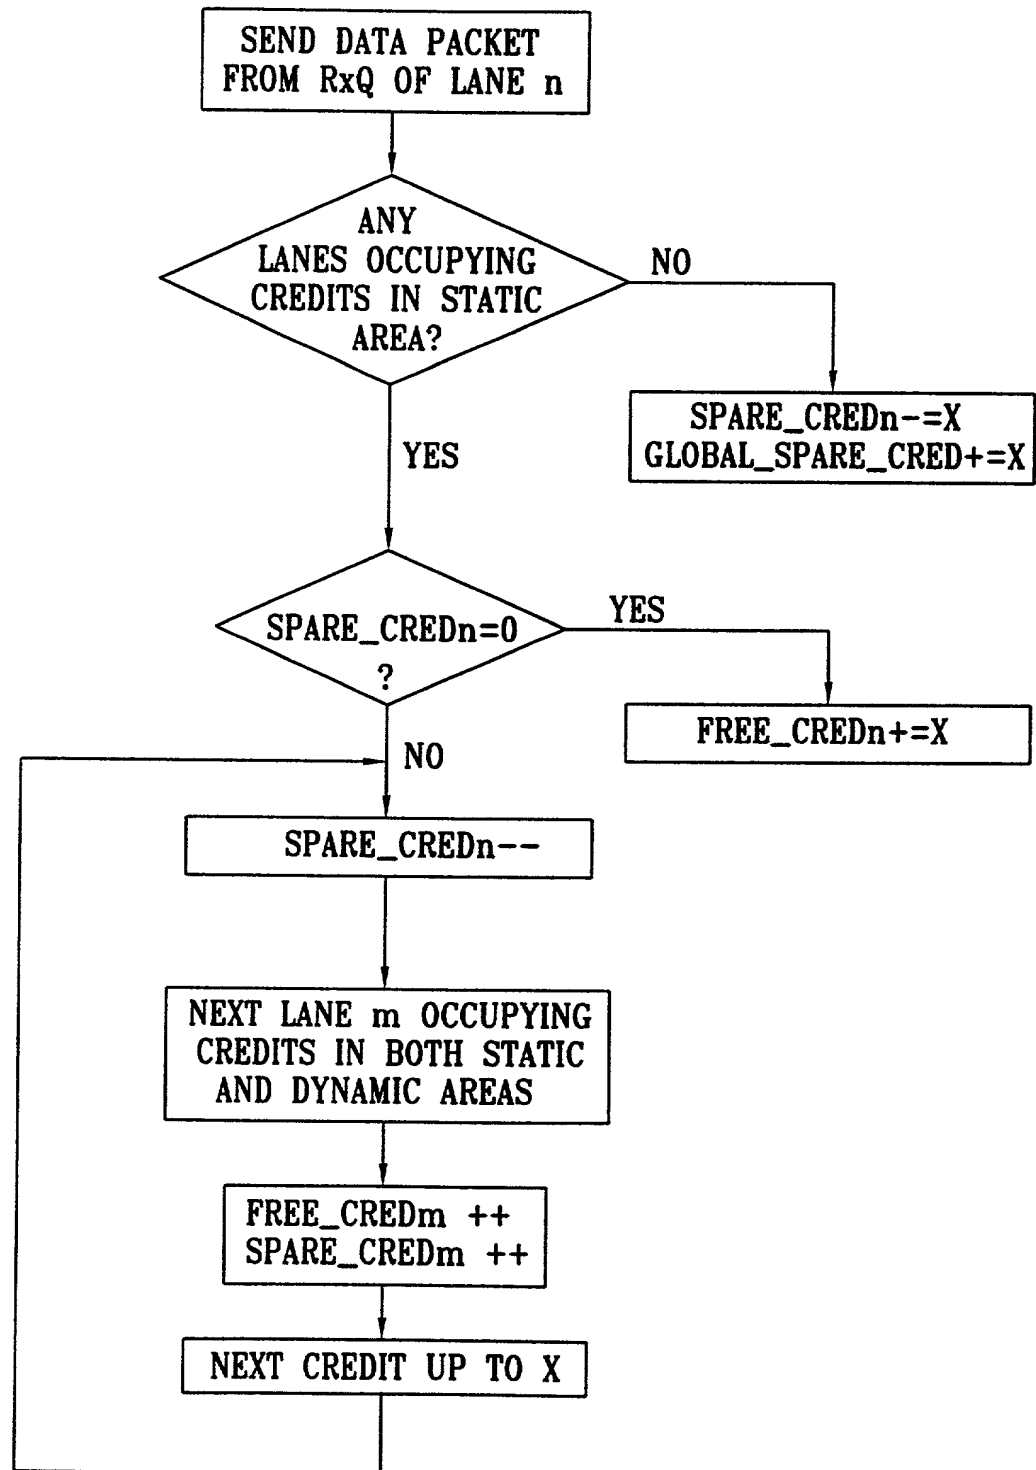 SEND DATA PACKET
FROM RxQ OF LANE n
ANY
LANES OCCUPYING
CREDITS IN STATIC
AREA?
NO
SPARE_CREDn-=X
GLOBAL_SPARE_CRED+=X
YES
SPARE_CREDn=0
?
YES
FREE_CREDn+=X
NO
SPARE_CREDn--
NEXT LANE m OCCUPYING
CREDITS IN BOTH STATIC
AND DYNAMIC AREAS
FREE_CREDm ++
SPARE_CREDm ++
NEXT CREDIT UP TO X